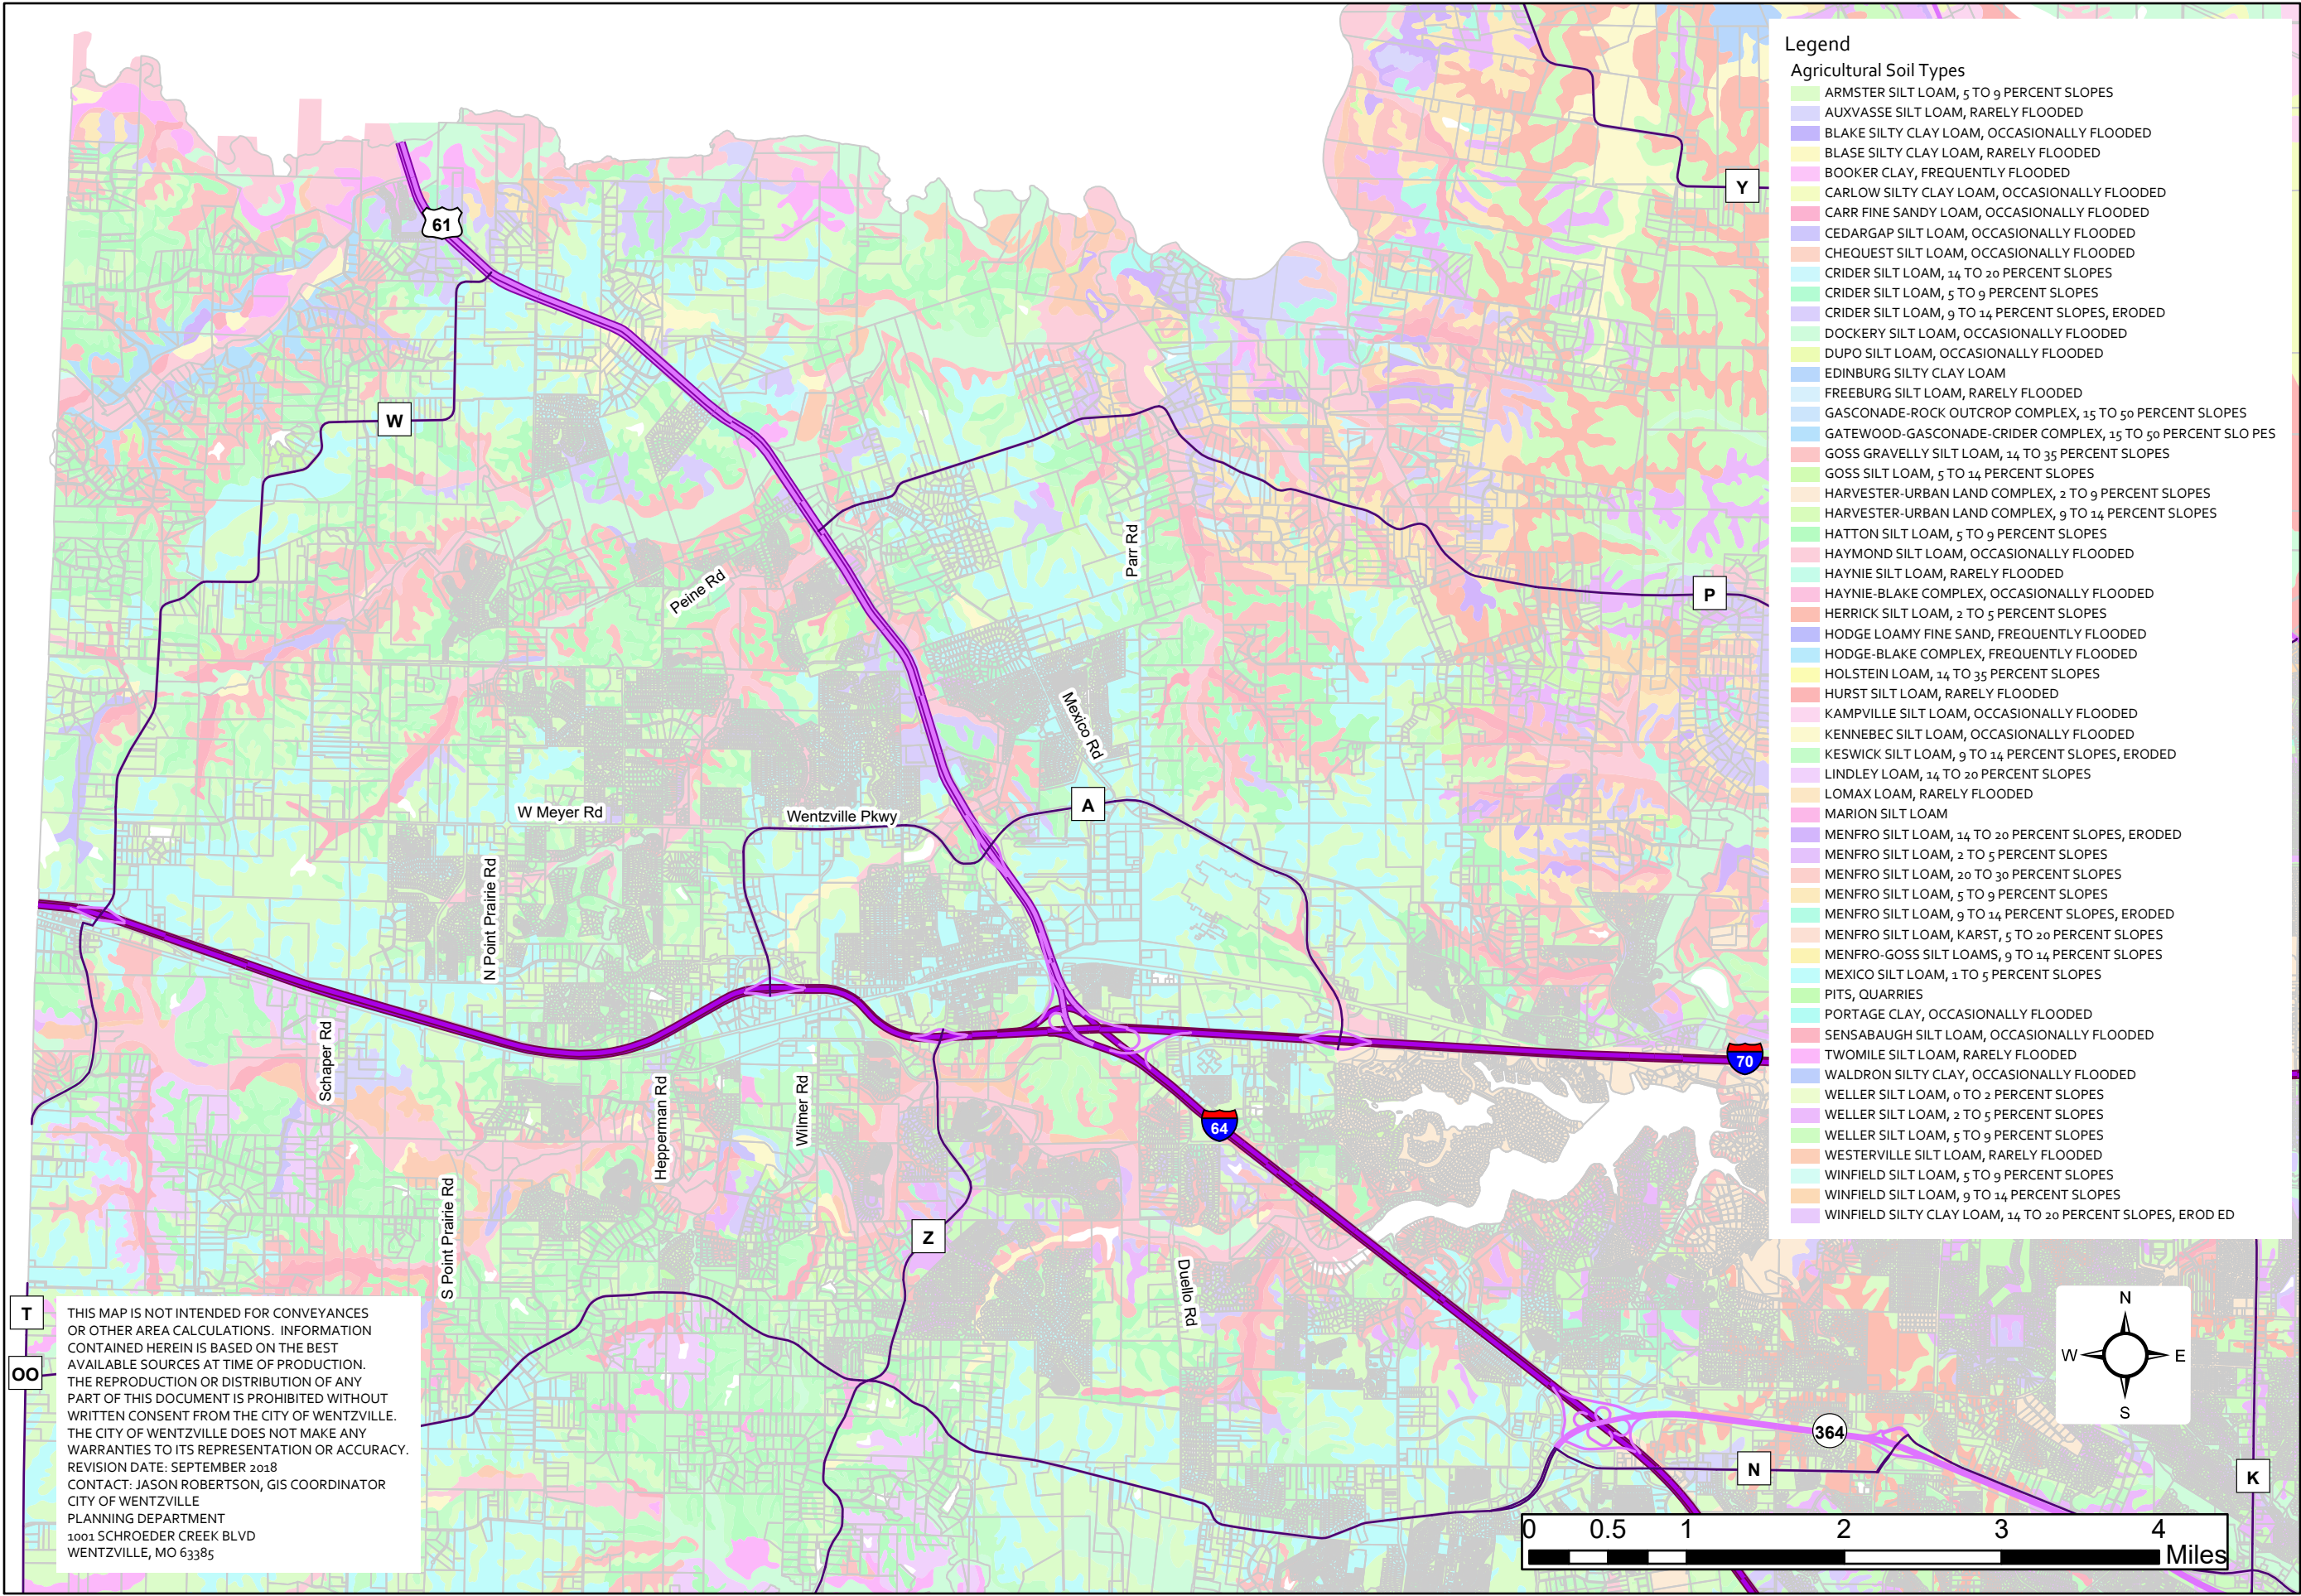 Legend
Agricultural Soil Types
ARMSTER SILT LOAM, 5 TO 9 PERCENT SLOPES
AUXVASSE SILT LOAM, RARELY FLOODED
BLAKE SILTY CLAY LOAM, OCCASIONALLY FLOODED
BLASE SILTY CLAY LOAM, RARELY FLOODED
BOOKER CLAY, FREQUENTLY FLOODED
CARLOW SILTY CLAY LOAM, OCCASIONALLY FLOODED
CARR FINE SANDY LOAM, OCCASIONALLY FLOODED
CEDARGAP SILT LOAM, OCCASIONALLY FLOODED
CHEQUEST SILT LOAM, OCCASIONALLY FLOODED
CRIDER SILT LOAM, 14 TO 20 PERCENT SLOPES
CRIDER SILT LOAM, 5 TO 9 PERCENT SLOPES
CRIDER SILT LOAM, 9 TO 14 PERCENT SLOPES, ERODED
DOCKERY SILT LOAM, OCCASIONALLY FLOODED
DUPO SILT LOAM, OCCASIONALLY FLOODED
EDINBURG SILTY CLAY LOAM
FREEBURG SILT LOAM, RARELY FLOODED
GASCONADE-ROCK OUTCROP COMPLEX, 15 TO 50 PERCENT SLOPES
GATEWOOD-GASCONADE-CRIDER COMPLEX, 15 TO 50 PERCENT SLO PES
GOSS GRAVELLY SILT LOAM, 14 TO 35 PERCENT SLOPES
GOSS SILT LOAM, 5 TO 14 PERCENT SLOPES
HARVESTER-URBAN LAND COMPLEX, 2 TO 9 PERCENT SLOPES
HARVESTER-URBAN LAND COMPLEX, 9 TO 14 PERCENT SLOPES
HATTON SILT LOAM, 5 TO 9 PERCENT SLOPES
HAYMOND SILT LOAM, OCCASIONALLY FLOODED
HAYNIE SILT LOAM, RARELY FLOODED
HAYNIE-BLAKE COMPLEX, OCCASIONALLY FLOODED
HERRICK SILT LOAM, 2 TO 5 PERCENT SLOPES
HODGE LOAMY FINE SAND, FREQUENTLY FLOODED
HODGE-BLAKE COMPLEX, FREQUENTLY FLOODED
HOLSTEIN LOAM, 14 TO 35 PERCENT SLOPES
HURST SILT LOAM, RARELY FLOODED
KAMPVILLE SILT LOAM, OCCASIONALLY FLOODED
KENNEBEC SILT LOAM, OCCASIONALLY FLOODED
KESWICK SILT LOAM, 9 TO 14 PERCENT SLOPES, ERODED
LINDLEY LOAM, 14 TO 20 PERCENT SLOPES
LOMAX LOAM, RARELY FLOODED
MARION SILT LOAM
MENFRO SILT LOAM, 14 TO 20 PERCENT SLOPES, ERODED
MENFRO SILT LOAM, 2 TO 5 PERCENT SLOPES
MENFRO SILT LOAM, 20 TO 30 PERCENT SLOPES
MENFRO SILT LOAM, 5 TO 9 PERCENT SLOPES
MENFRO SILT LOAM, 9 TO 14 PERCENT SLOPES, ERODED
MENFRO SILT LOAM, KARST, 5 TO 20 PERCENT SLOPES
MENFRO-GOSS SILT LOAMS, 9 TO 14 PERCENT SLOPES
MEXICO SILT LOAM, 1 TO 5 PERCENT SLOPES
PITS, QUARRIES
PORTAGE CLAY, OCCASIONALLY FLOODED
SENSABAUGH SILT LOAM, OCCASIONALLY FLOODED
TWOMILE SILT LOAM, RARELY FLOODED
WALDRON SILTY CLAY, OCCASIONALLY FLOODED
WELLER SILT LOAM, 0 TO 2 PERCENT SLOPES
WELLER SILT LOAM, 2 TO 5 PERCENT SLOPES
WELLER SILT LOAM, 5 TO 9 PERCENT SLOPES
WESTERVILLE SILT LOAM, RARELY FLOODED
WINFIELD SILT LOAM, 5 TO 9 PERCENT SLOPES
WINFIELD SILT LOAM, 9 TO 14 PERCENT SLOPES
WINFIELD SILTY CLAY LOAM, 14 TO 20 PERCENT SLOPES, EROD ED
Y
61
W
Parr Rd
Peine Rd
P
Mexico Rd
A
W Meyer Rd
Wentzville Pkwy
N Point Prairie Rd
Schaper Rd
Hepperman Rd
Wilmer Rd
70
64
S Point Prairie Rd
Z
Duello Rd
T
OO
THIS MAP IS NOT INTENDED FOR CONVEYANCES
OR OTHER AREA CALCULATIONS. INFORMATION
CONTAINED HEREIN IS BASED ON THE BEST
AVAILABLE SOURCES AT TIME OF PRODUCTION.
THE REPRODUCTION OR DISTRIBUTION OF ANY
PART OF THIS DOCUMENT IS PROHIBITED WITHOUT
WRITTEN CONSENT FROM THE CITY OF WENTZVILLE.
THE CITY OF WENTZVILLE DOES NOT MAKE ANY
WARRANTIES TO ITS REPRESENTATION OR ACCURACY.
REVISION DATE: SEPTEMBER 2018
CONTACT: JASON ROBERTSON, GIS COORDINATOR
CITY OF WENTZVILLE
PLANNING DEPARTMENT
1001 SCHROEDER CREEK BLVD
WENTZVILLE, MO 63385
N
W E
S
364
N
K
0 0.5 1 2 3 4
Miles